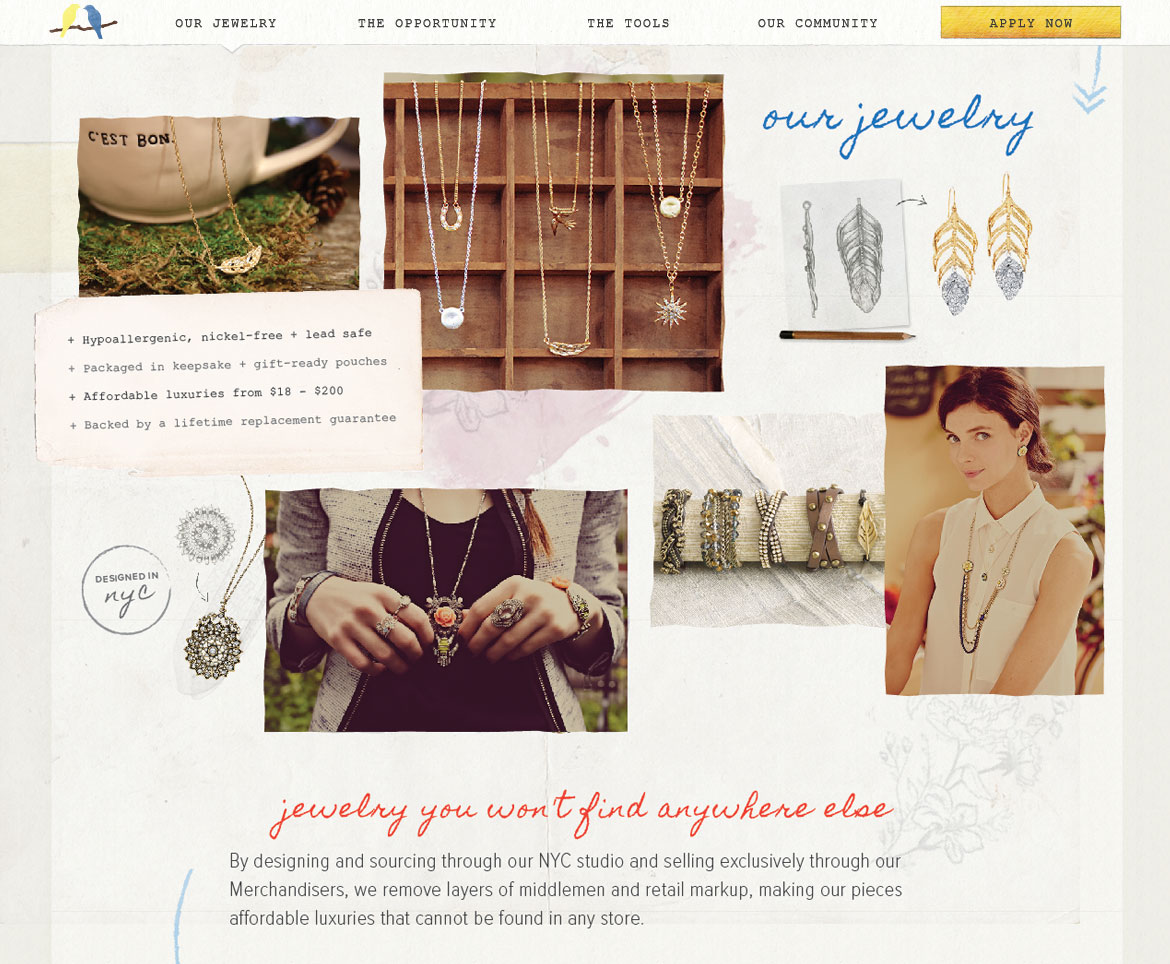 OUR JEWELRY
THE OPPORTUNITY
THE TOOLS
OUR COMMUNITY
APPLY NOW
our jewelry
C'EST BON.
+ Hypoallergenic, nickel-free + lead safe
+ Packaged in keepsake + gift-ready pouches
+ Affordable luxuries from $18 - $200
+ Backed by a lifetime replacement guarantee
DESIGNED IN
nyc
jewelry you won't find anywhere else
By designing and sourcing through our NYC studio and selling exclusively through our
Merchandisers, we remove layers of middlemen and retail markup, making our pieces
affordable luxuries that cannot be found in any store.